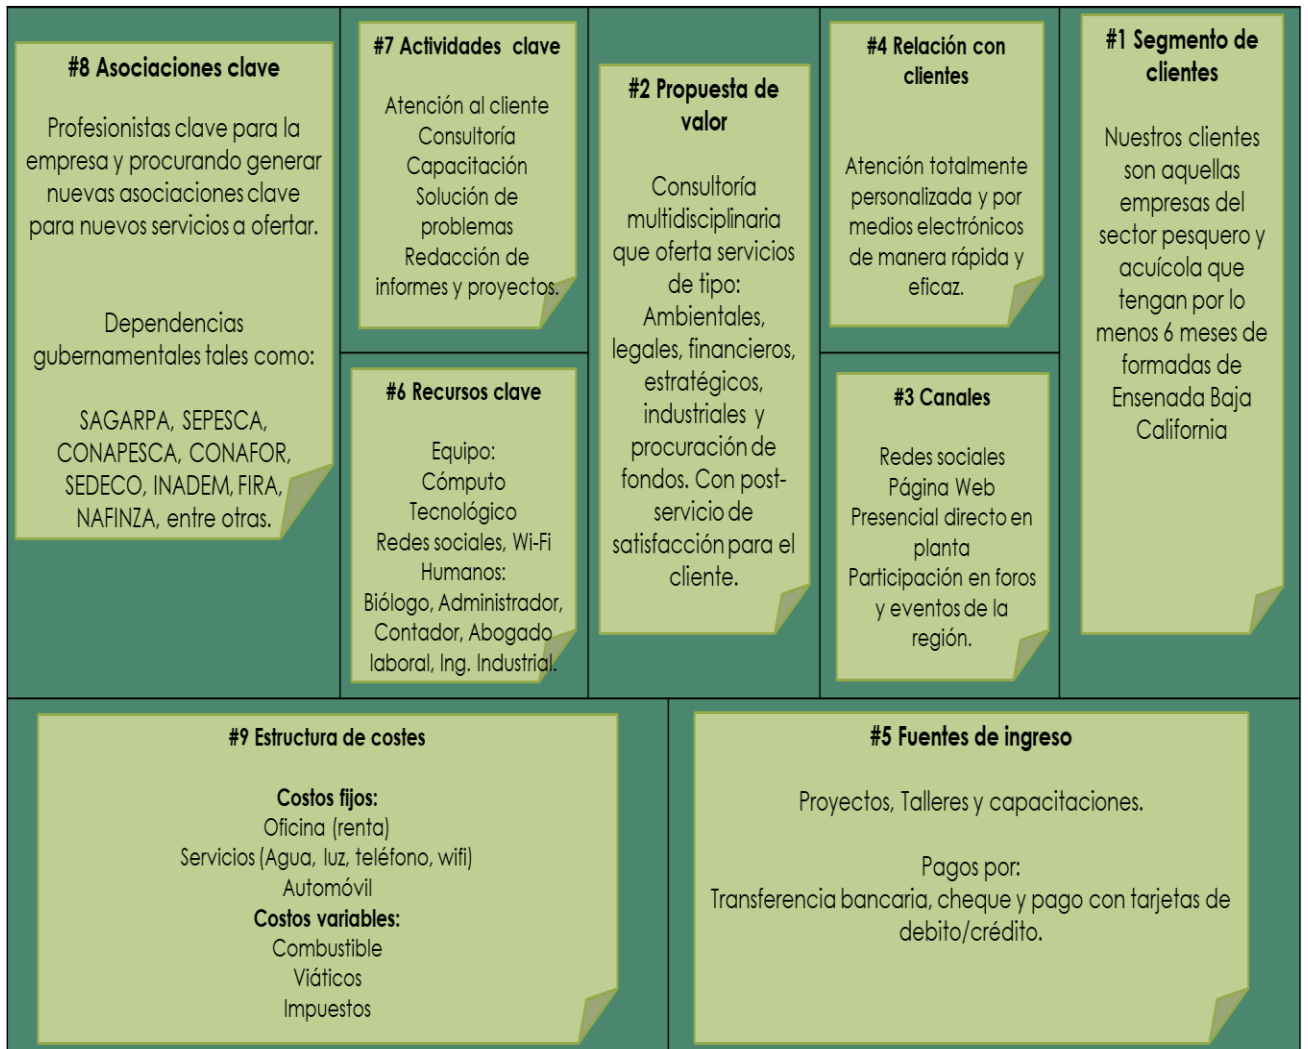 #8 Asociaciones clave
Profesionistas clave para la
empresa y procurando generar
nuevas asociaciones clave
para nuevos servicios a ofertar.
Dependencias
gubernamentales tales como:
SAGARPA, SEPESCA,
CONAPESCA, CONAFOR,
SEDECO, INADEM, FIRA,
NAFINZA, entre otras.
#7 Actividades clave
Atención al cliente
Consultoría
Capacitación
Solución de
problemas
Redacción de
informes y proyectos.
#6 Recursos clave
Equipo:
Cómputo
Tecnológico
Redes sociales, Wi-Fi
Humanos:
Biólogo, Administrador,
Contador, Abogado
laboral, Ing. Industrial.
#2 Propuesta de
valor
Consultoría
multidisciplinaria
que oferta servicios
de tipo:
Ambientales,
legales, financieros,
estratégicos,
industriales y
procuración de
fondos. Con post-
servicio de
satisfacción para el
cliente.
#4 Relación con
clientes
Atención totalmente
personalizada y por
medios electrónicos
de manera rápida y
eficaz.
#3 Canales
Redes sociales
Página Web
Presencial directo en
planta
Participación en foros
y eventos de la
región.
#1 Segmento de
clientes
Nuestros clientes
son aquellas
empresas del
sector pesquero y
acuícola que
tengan por lo
menos 6 meses de
formadas de
Ensenada Baja
California
#9 Estructura de costes
Costos fijos:
Oficina (renta)
Servicios (Agua, luz, teléfono, wifi)
Automóvil
Costos variables:
Combustible
Viáticos
Impuestos
#5 Fuentes de ingreso
Proyectos, Talleres y capacitaciones.
Pagos por:
Transferencia bancaria, cheque y pago con tarjetas de
debito/crédito.